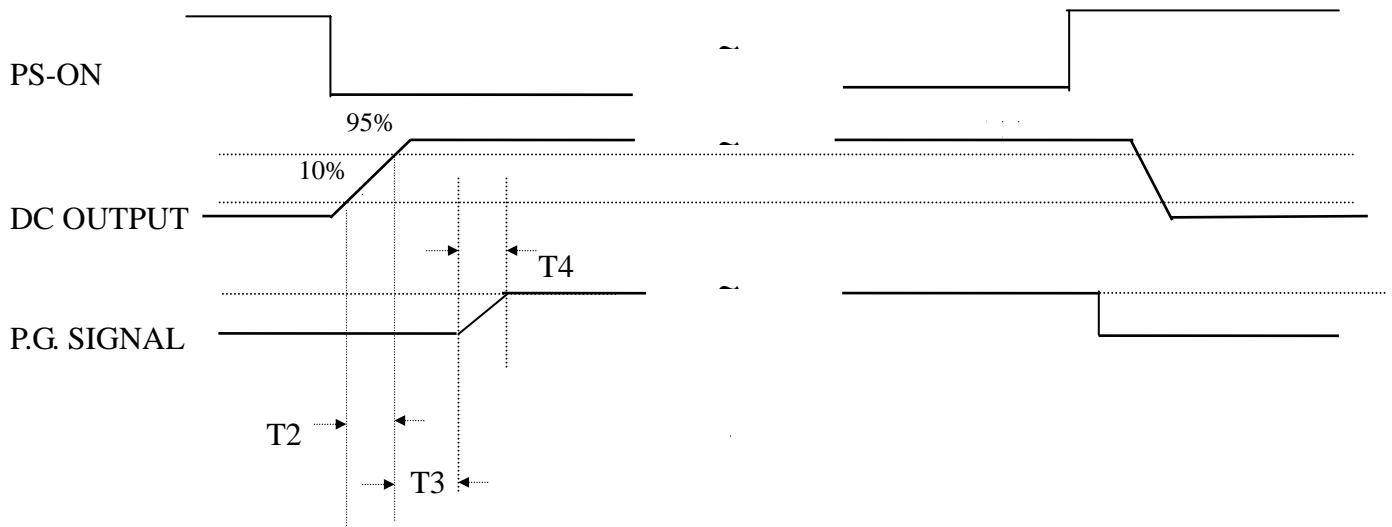 PS-ON
~
95%
~
10%
DC OUTPUT
T4
~
P.G. SIGNAL
T2
T3